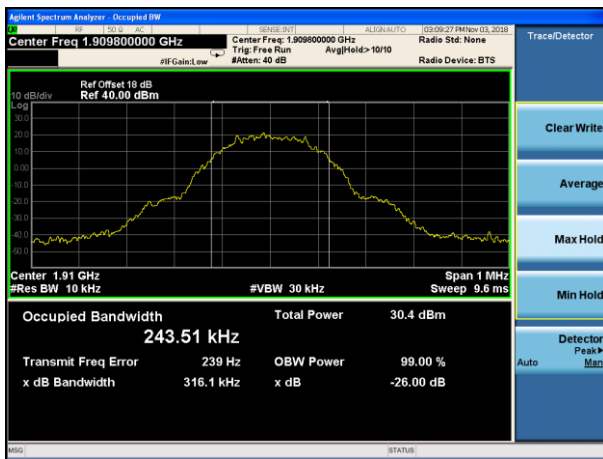 Agilent Spectrum Analyzer - Occupied BW
RF 50 Ω AC SENSE:INT ALIGNAUTO 03:09:27 PM Nov 03, 2018
Center Freq 1.909800000 GHz Center Freq: 1.909800000 GHz Radio Std: None
Trig: Free Run Avg|Hold:> 10/10
#IFGain:Low #Atten: 40 dB Radio Device: BTS
Ref Offset 18 dB
10 dB/div Ref 40.00 dBm
Log
30.0
20.0
10.0
0.00
-10.0
-20.0
-30.0
-40.0
-50.0
Center 1.91 GHz Span 1 MHz
#Res BW 10 kHz #VBW 30 kHz Sweep 9.6 ms
Occupied Bandwidth Total Power 30.4 dBm
243.51 kHz
Transmit Freq Error 239 Hz OBW Power 99.00 %
x dB Bandwidth 316.1 kHz x dB -26.00 dB
MSG STATUS
Trace/Detector
Clear Write
Average
Max Hold
Min Hold
Detector
Peak▶
Auto Man